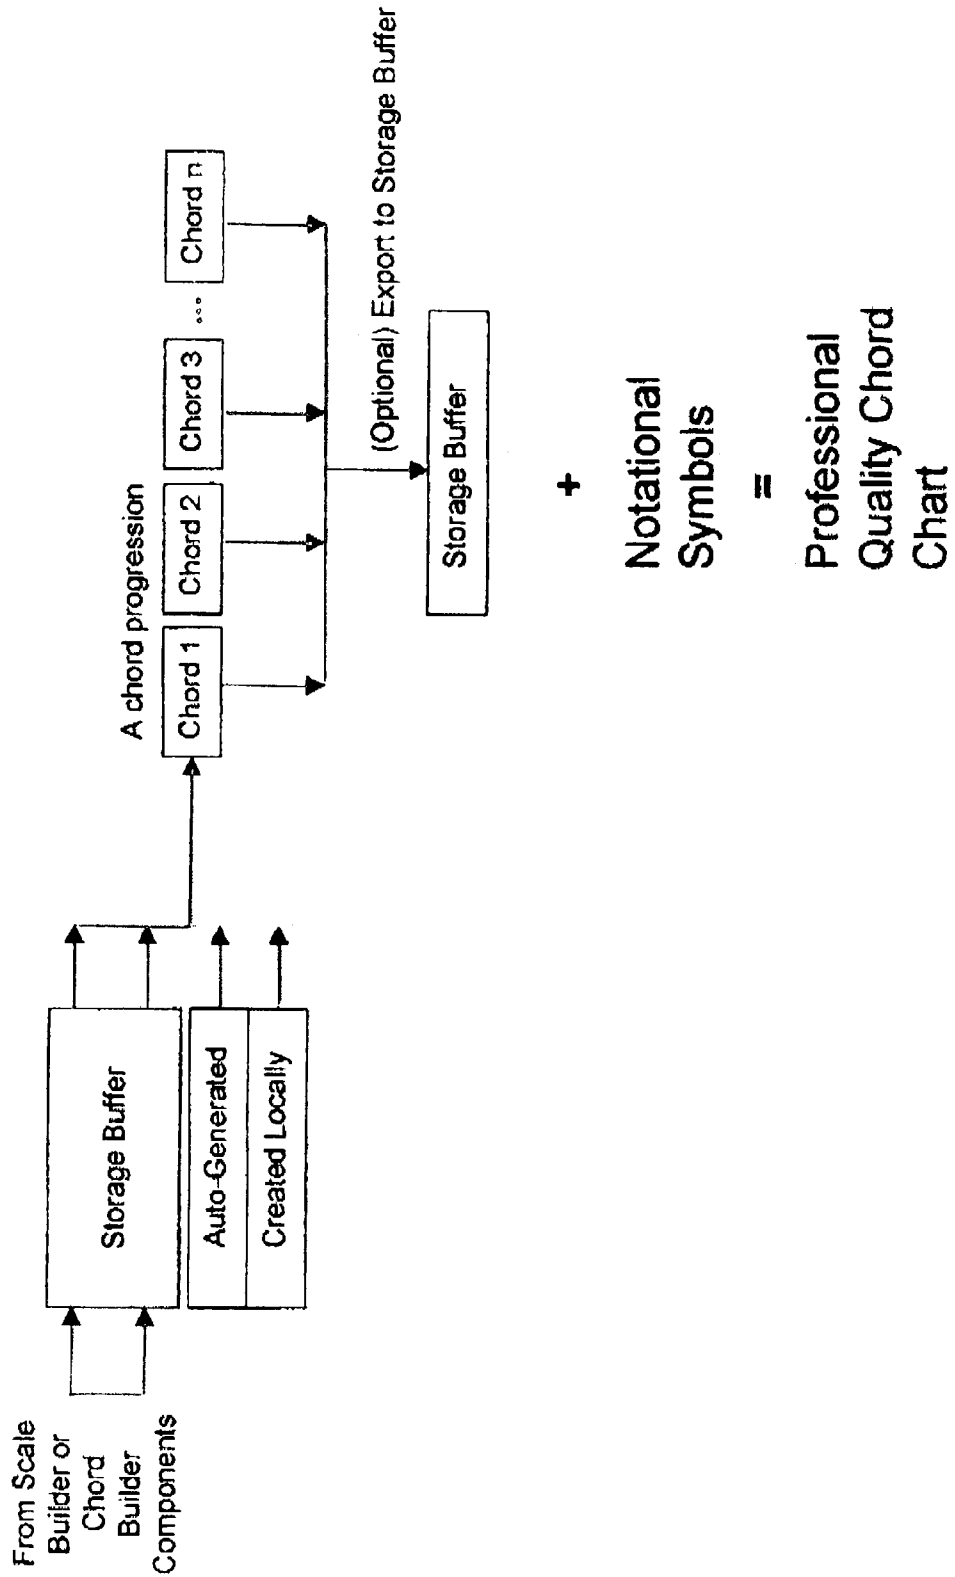 From Scale
Builder or
Chord
Builder
Components
Storage Buffer
Auto-Generated
Created Locally
A chord progression
Chord 1
Chord 2
Chord 3
...
Chord n
(Optional) Export to Storage Buffer
Storage Buffer
+
Notational
Symbols
=
Professional
Quality Chord
Chart